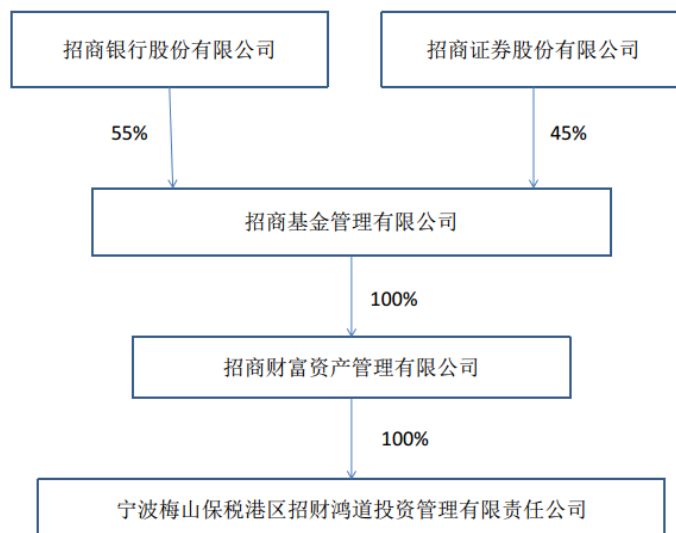 招商银行股份有限公司
招商证券股份有限公司
55%
45%
招商基金管理有限公司
100%
招商财富资产管理有限公司
100%
宁波梅山保税港区招财鸿道投资管理有限责任公司